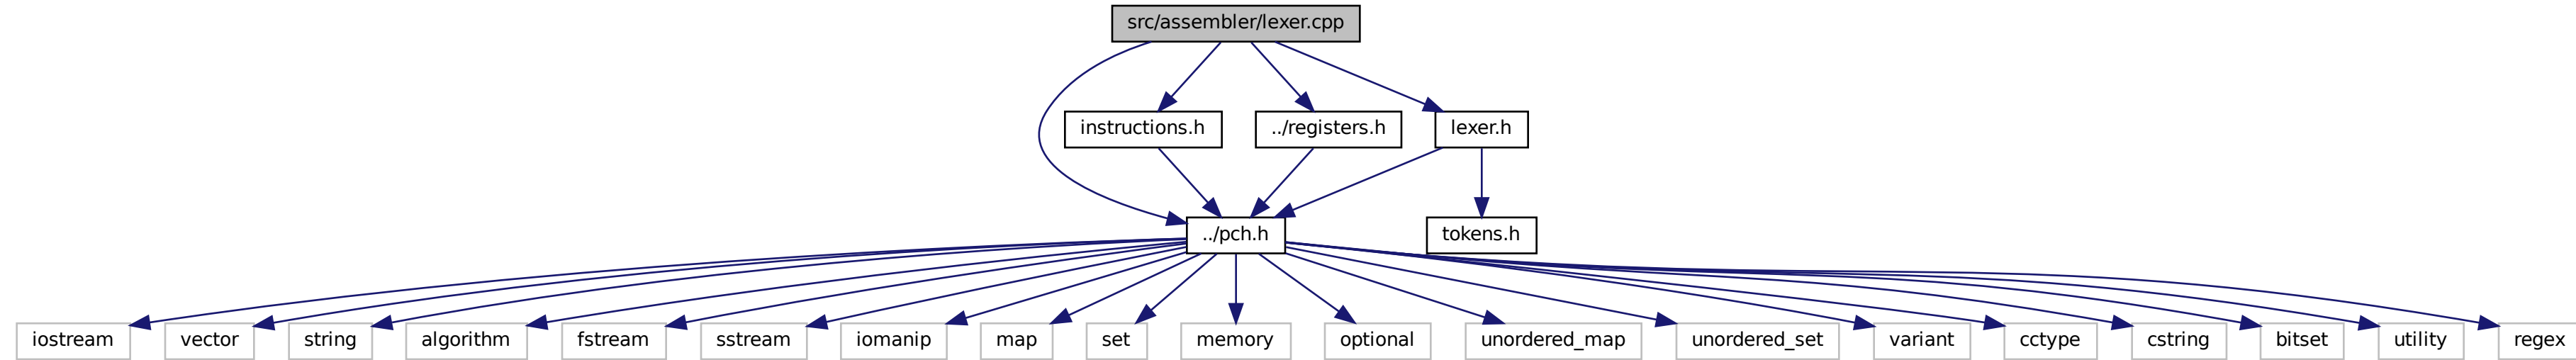 src/assembler/lexer.cpp
instructions.h
../registers.h
lexer.h
../pch.h
tokens.h
iostream
vector
string
algorithm
fstream
sstream
iomanip
map
set
memory
optional
unordered_map
unordered_set
variant
cctype
cstring
bitset
utility
regex